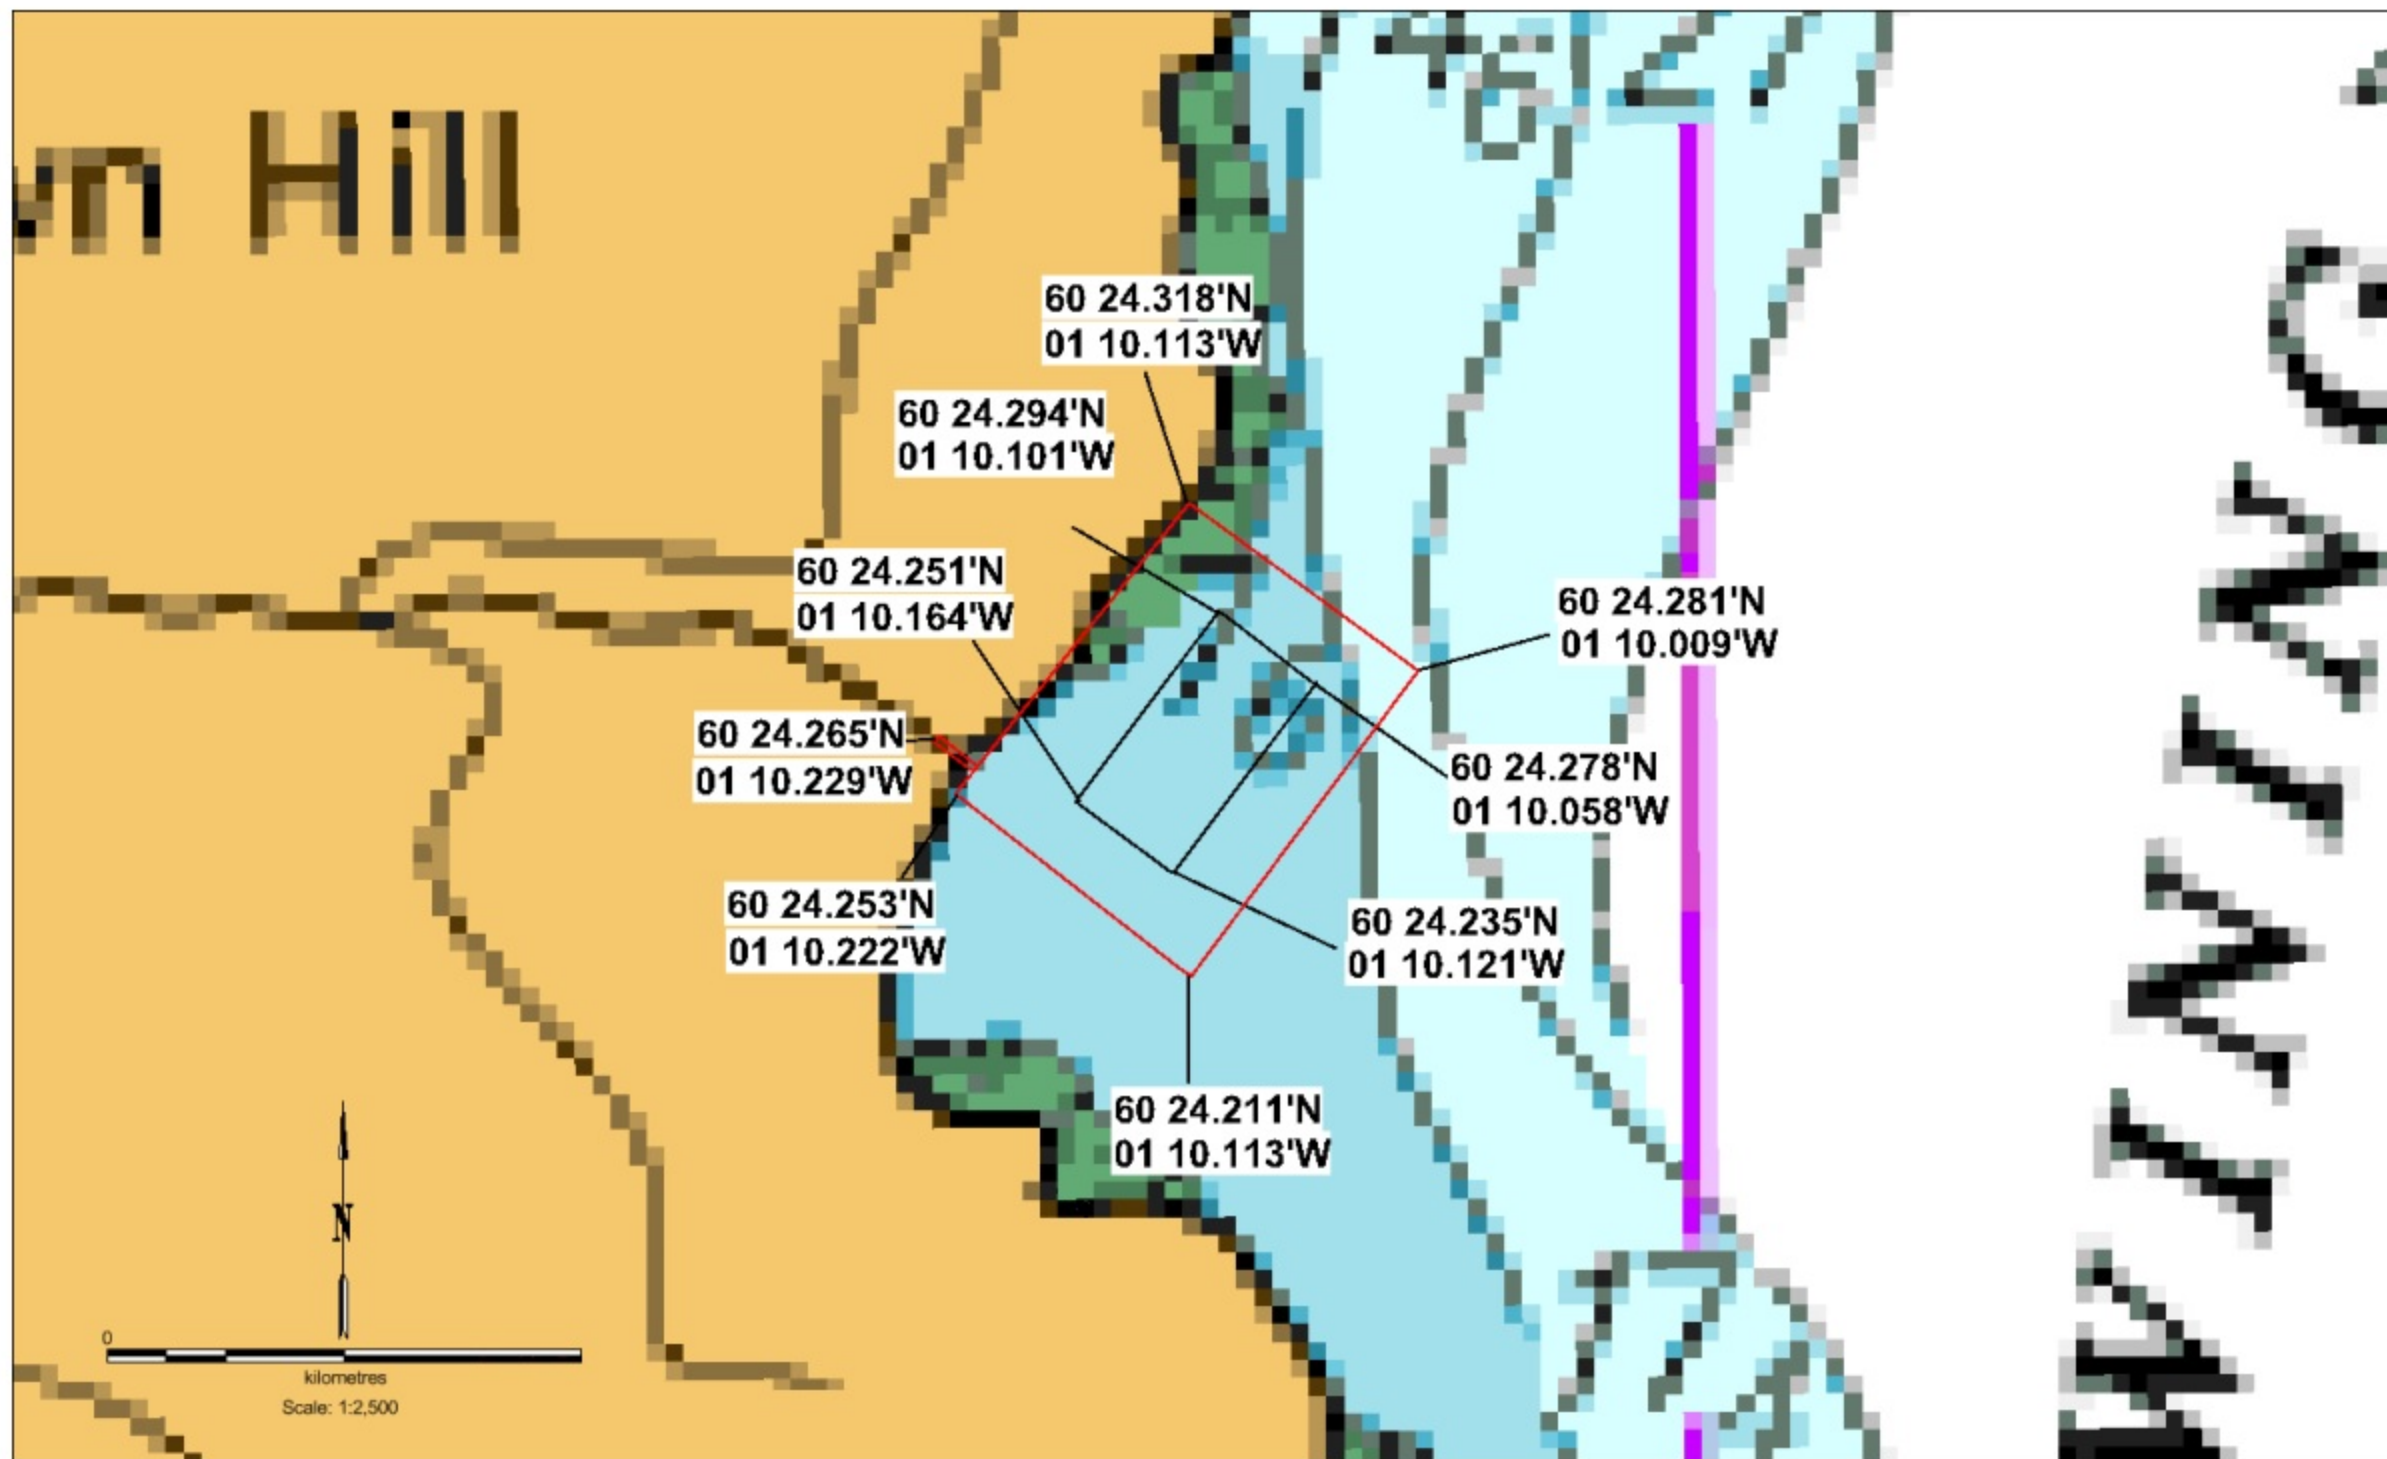 Hill
60 24.318'N
01 10.113'W
60 24.294'N
01 10.101'W
60 24.251'N
01 10.164'W
60 24.281'N
01 10.009'W
60 24.265'N
01 10.229'W
60 24.278'N
01 10.058'W
60 24.253'N
01 10.222'W
60 24.235'N
01 10.121'W
60 24.211'N
01 10.113'W
N
0
kilometres
Scale: 1:2,500